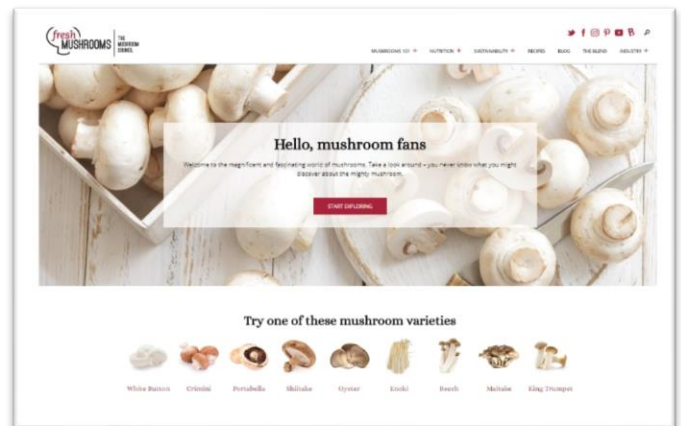 fresh
MUSHROOMS
THE
MUSHROOM
COUNCIL
MUSHROOMS 101 + NUTRITION + SUSTAINABILITY + RECIPES BLOG THE BLEND INDUSTRY +
Hello, mushroom fans
Welcome to the magnificent and fascinating world of mushrooms. Take a look around – you never know what you might
discover about the mighty mushroom.
START EXPLORING
Try one of these mushroom varieties
White Button Crimini Portabella Shiitake Oyster Enoki Beech Maitake King Trumpet